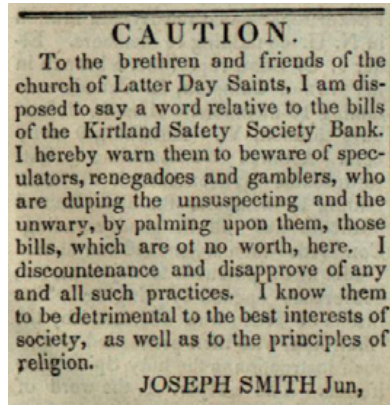 CAUTION.
To the brethren and friends of the
church of Latter Day Saints, I am dis-
posed to say a word relative to the bills
of the Kirtland Safety Society Bank.
I hereby warn them to beware of spec-
ulators, renegadoes and gamblers, who
are duping the unsuspecting and the
unwary, by palming upon them, those
bills, which are ot no worth, here. I
discountenance and disapprove of any
and all such practices. I know them
to be detrimental to the best interests of
society, as well as to the principles of
religion.
JOSEPH SMITH Jun,